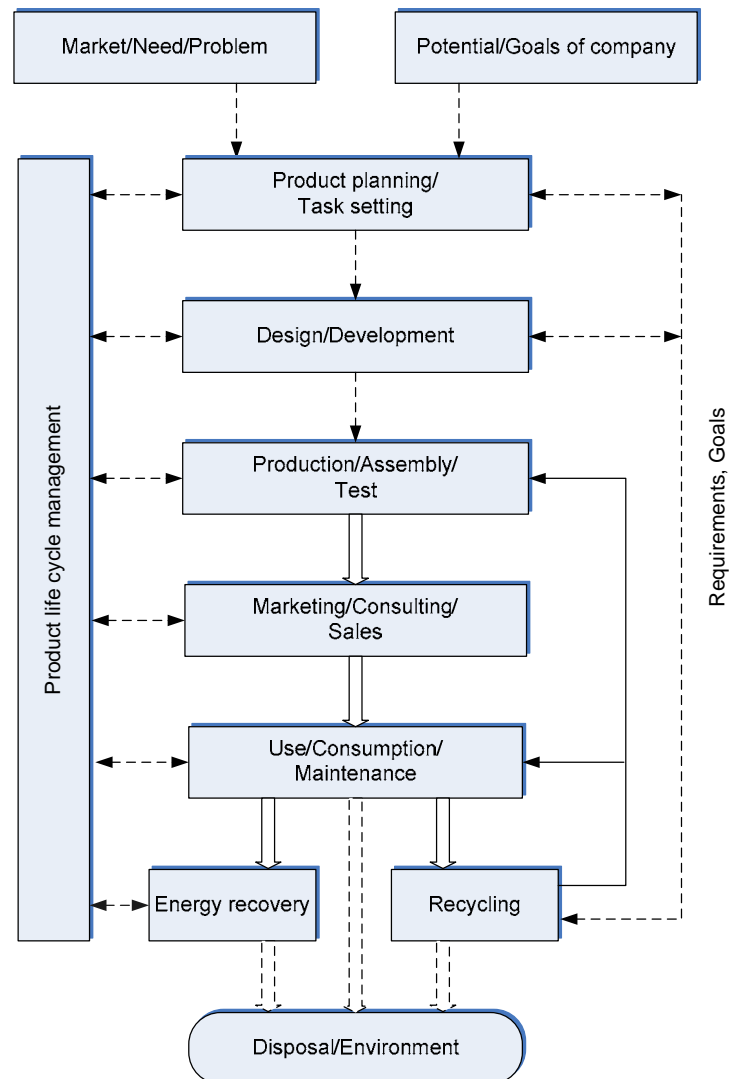 Market/Need/Problem
Potential/Goals of company
Product planning/
Task setting
Design/Development
Production/Assembly/
Test
Marketing/Consulting/
Sales
Use/Consumption/
Maintenance
Energy recovery
Recycling
Disposal/Environment
Product life cycle management
Requirements, Goals